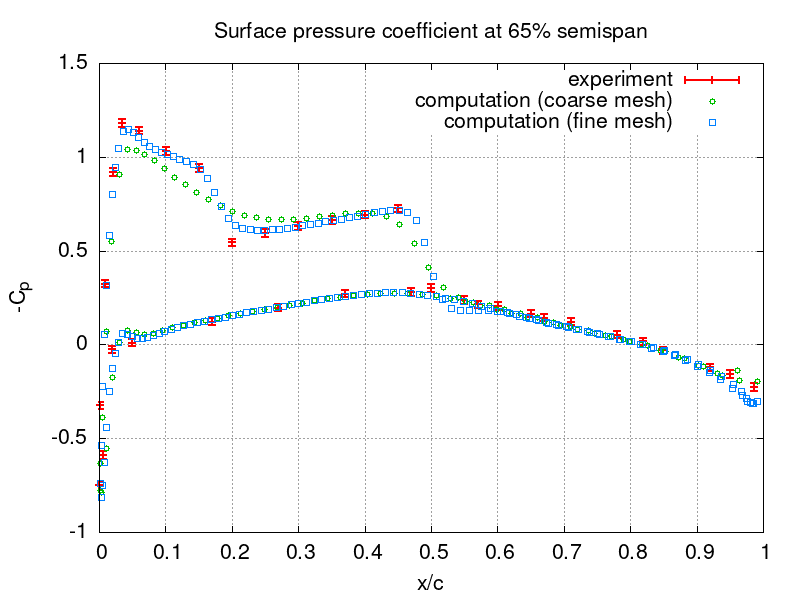 Surface pressure coefficient at 65% semispan
experiment
computation (coarse mesh)
computation (fine mesh)
1.5
1
0.5
0
-0.5
-1
-Cp
0 0.1 0.2 0.3 0.4 0.5 0.6 0.7 0.8 0.9 1
x/c